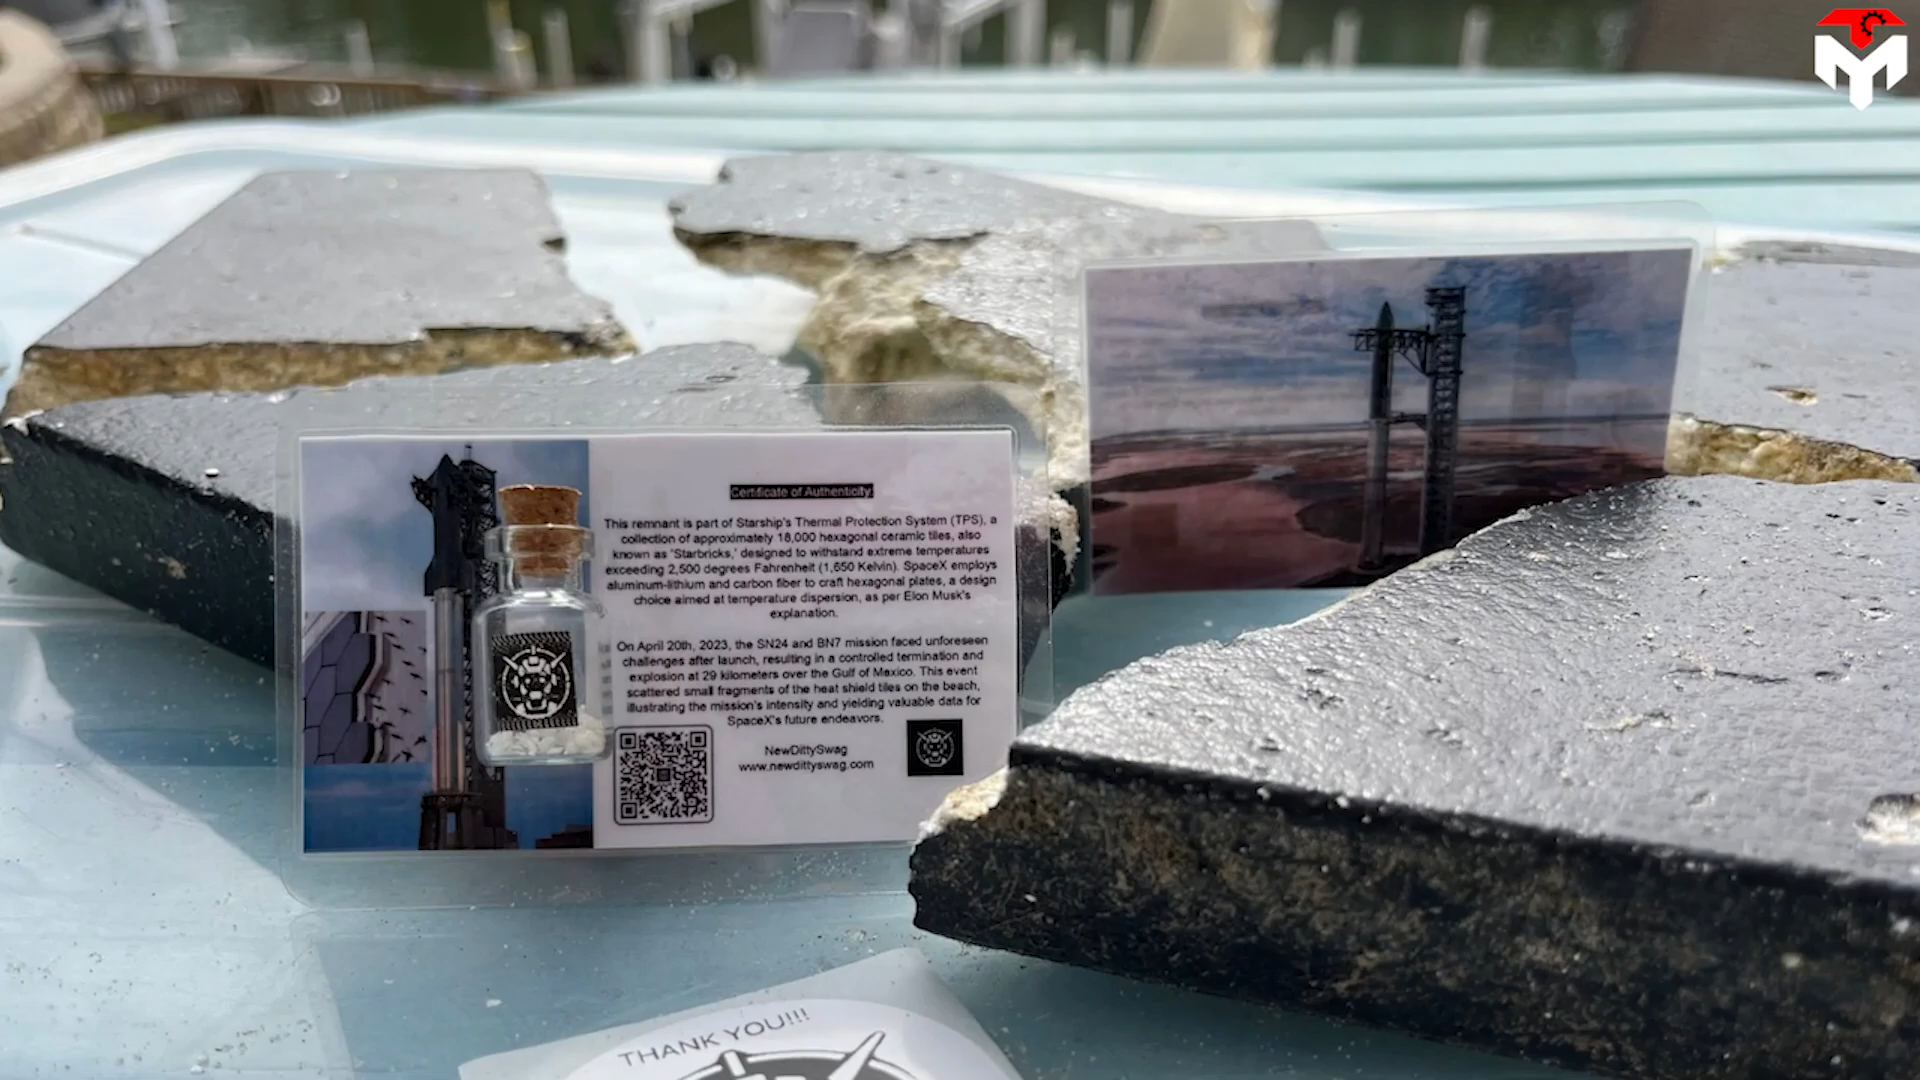 Certificate of Authenticity
This remnant is part of Starship's Thermal Protection System (TPS), a
collection of approximately 18,000 hexagonal ceramic tiles, also
known as 'Starbricks,' designed to withstand extreme temperatures
exceeding 2,500 degrees Fahrenheit (1,650 Kelvin). SpaceX employs
aluminum-lithium and carbon fiber to craft hexagonal plates, a design
choice aimed at temperature dispersion, as per Elon Musk's
explanation.
On April 20th, 2023, the SN24 and BN7 mission faced unforeseen
challenges after launch, resulting in a controlled termination and
explosion at 29 kilometers over the Gulf of Mexico. This event
scattered small fragments of the heat shield tiles on the beach,
illustrating the mission's intensity and yielding valuable data for
SpaceX's future endeavors.
NewDittySwag
www.newdittyswag.com
THANK YOU!!!